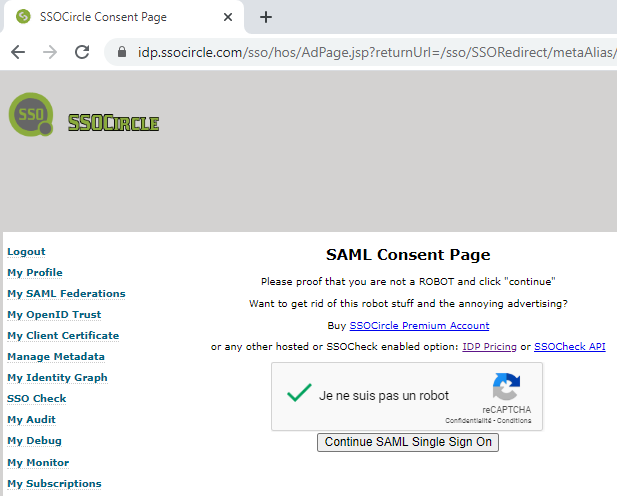 SSOCircle Consent Page
idp.ssocircle.com/sso/hos/AdPage.jsp?returnUrl=/sso/SSORedirect/metaAlias/
SSO
SSOCircle
Logout
My Profile
My SAML Federations
My OpenID Trust
My Client Certificate
Manage Metadata
My Identity Graph
SSO Check
My Audit
My Debug
My Monitor
My Subscriptions
SAML Consent Page
Please proof that you are not a ROBOT and click "continue"
Want to get rid of this robot stuff and the annoying advertising?
Buy SSOCircle Premium Account
or any other hosted or SSOCheck enabled option: IDP Pricing or SSOCheck API
Je ne suis pas un robot
reCAPTCHA
Confidentialité - Conditions
Continue SAML Single Sign On